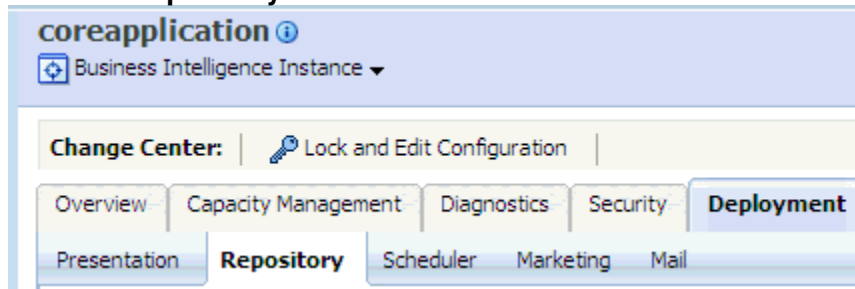 coreapplication
Business Intelligence Instance
Change Center: Lock and Edit Configuration
Overview Capacity Management Diagnostics Security Deployment
Presentation Repository Scheduler Marketing Mail